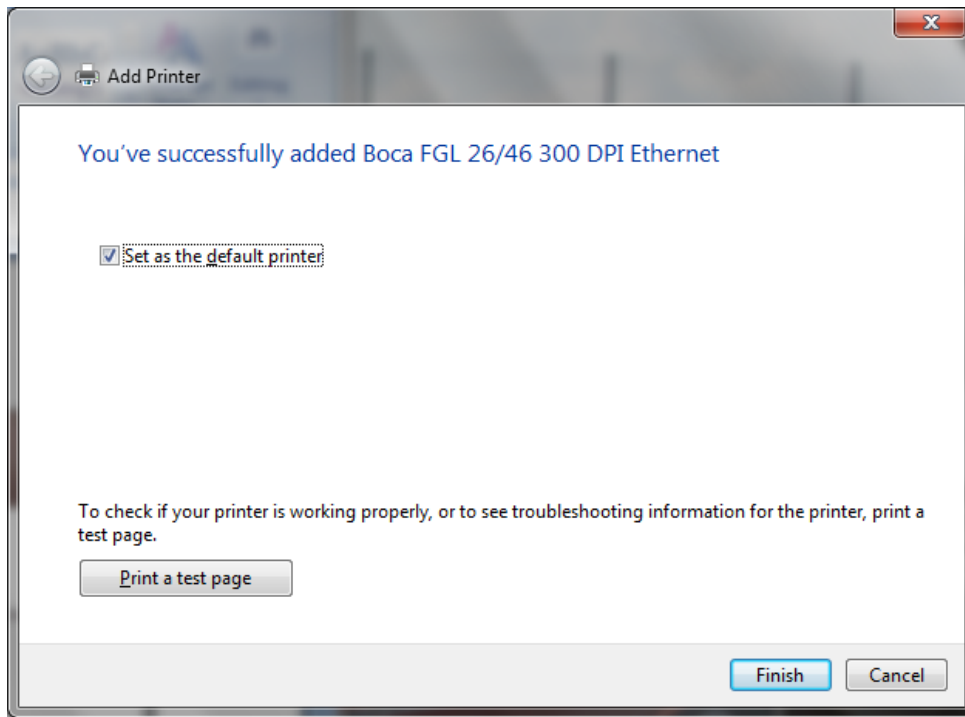 Add Printer
You've successfully added Boca FGL 26/46 300 DPI Ethernet
Set as the default printer
To check if your printer is working properly, or to see troubleshooting information for the printer, print a
test page.
Print a test page
Finish Cancel